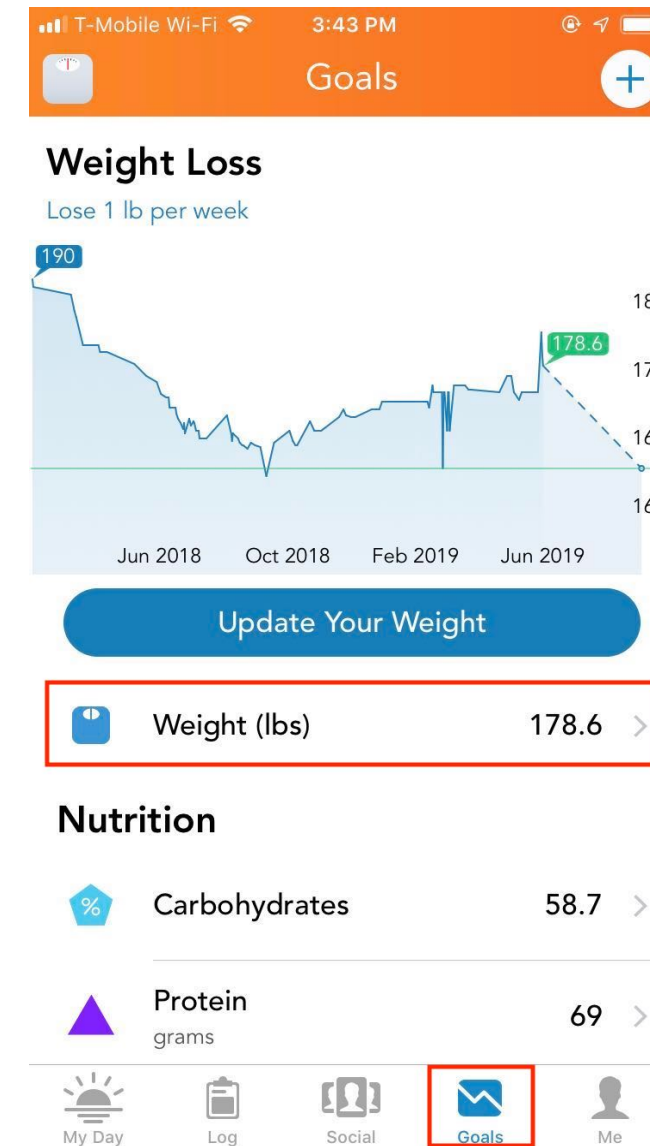 T-Mobile Wi-Fi 3:43 PM
Goals
+
Weight Loss
Lose 1 lb per week
190
178.6
Jun 2018 Oct 2018 Feb 2019 Jun 2019
Update Your Weight
Weight (lbs) 178.6
Nutrition
% Carbohydrates 58.7
Protein 69
grams
My Day Log Social Goals Me